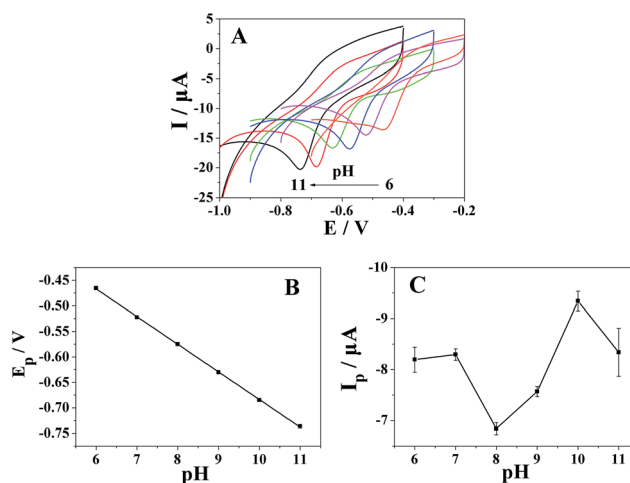 A
5
0
-5
-10
-15
-20
-25
I / µA
pH
11
6
-1.0
-0.8
-0.6
-0.4
-0.2
E / V
B
-0.45
-0.50
-0.55
-0.60
-0.65
-0.70
-0.75
Ep / V
6 7 8 9 10 11
pH
C
-10
-9
-8
-7
Ip / µA
6 7 8 9 10 11
pH